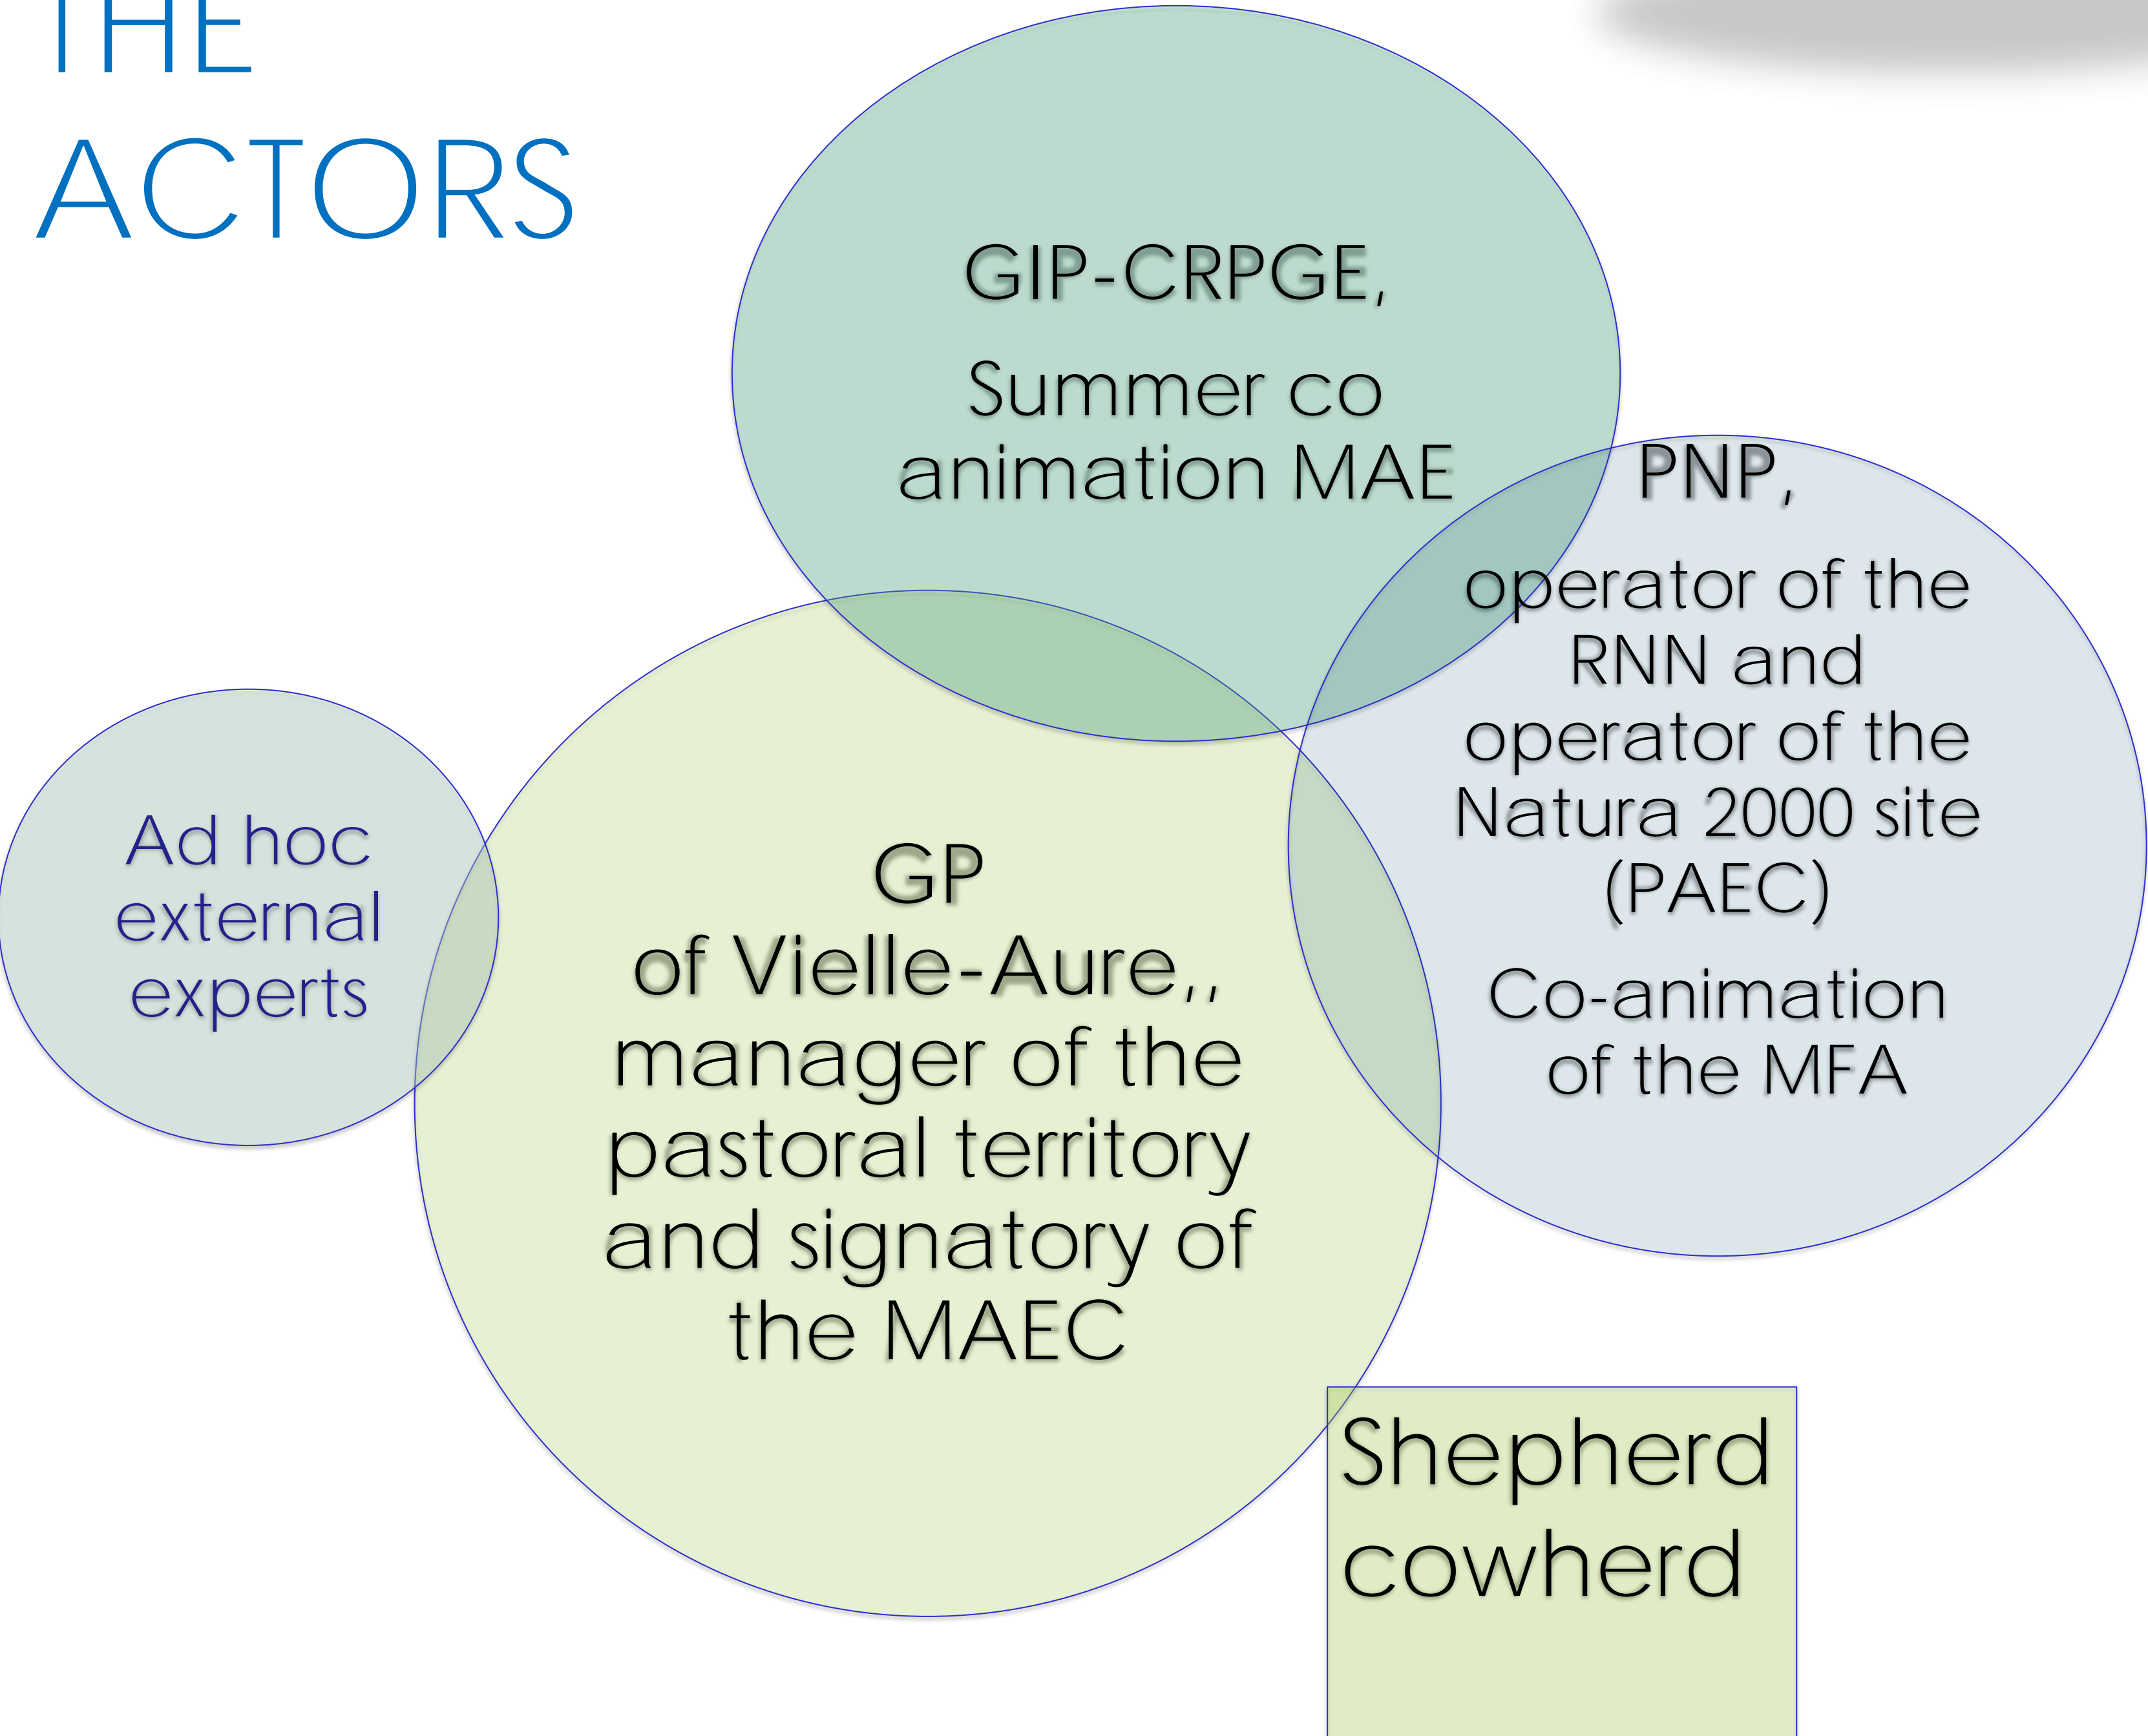 THE
ACTORS
GIP-CRPGE,
Summer co
animation MAE
PNP,
operator of the
RNN and
operator of the
Natura 2000 site
(PAEC)
Co-animation
of the MFA
Ad hoc
external
experts
GP
of Vielle-Aure,,
manager of the
pastoral territory
and signatory of
the MAEC
Shepherd
cowherd